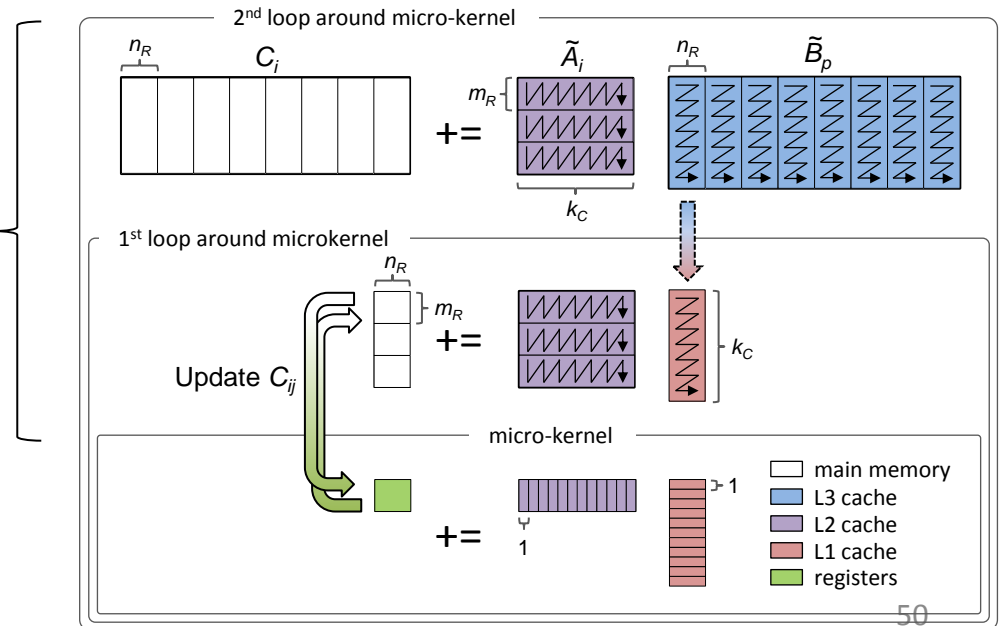 2nd loop around micro-kernel
nR Ci Ãi nR B̃p
mR
+=
kC
1st loop around microkernel
nR
mR
+=
kC
Update Cij
micro-kernel
main memory
1
L3 cache
+=
L2 cache
1
L1 cache
registers
50